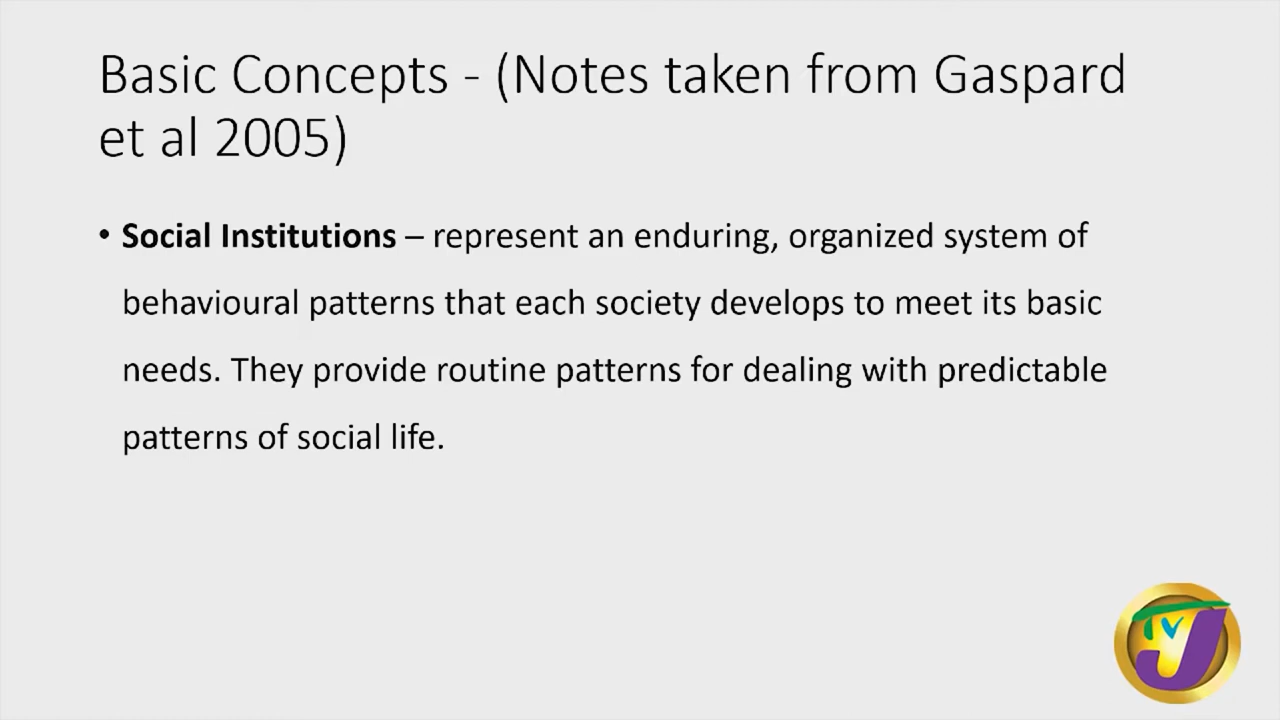 Basic Concepts - (Notes taken from Gaspard
et al 2005)
• Social Institutions – represent an enduring, organized system of
behavioural patterns that each society develops to meet its basic
needs. They provide routine patterns for dealing with predictable
patterns of social life.
TVJ